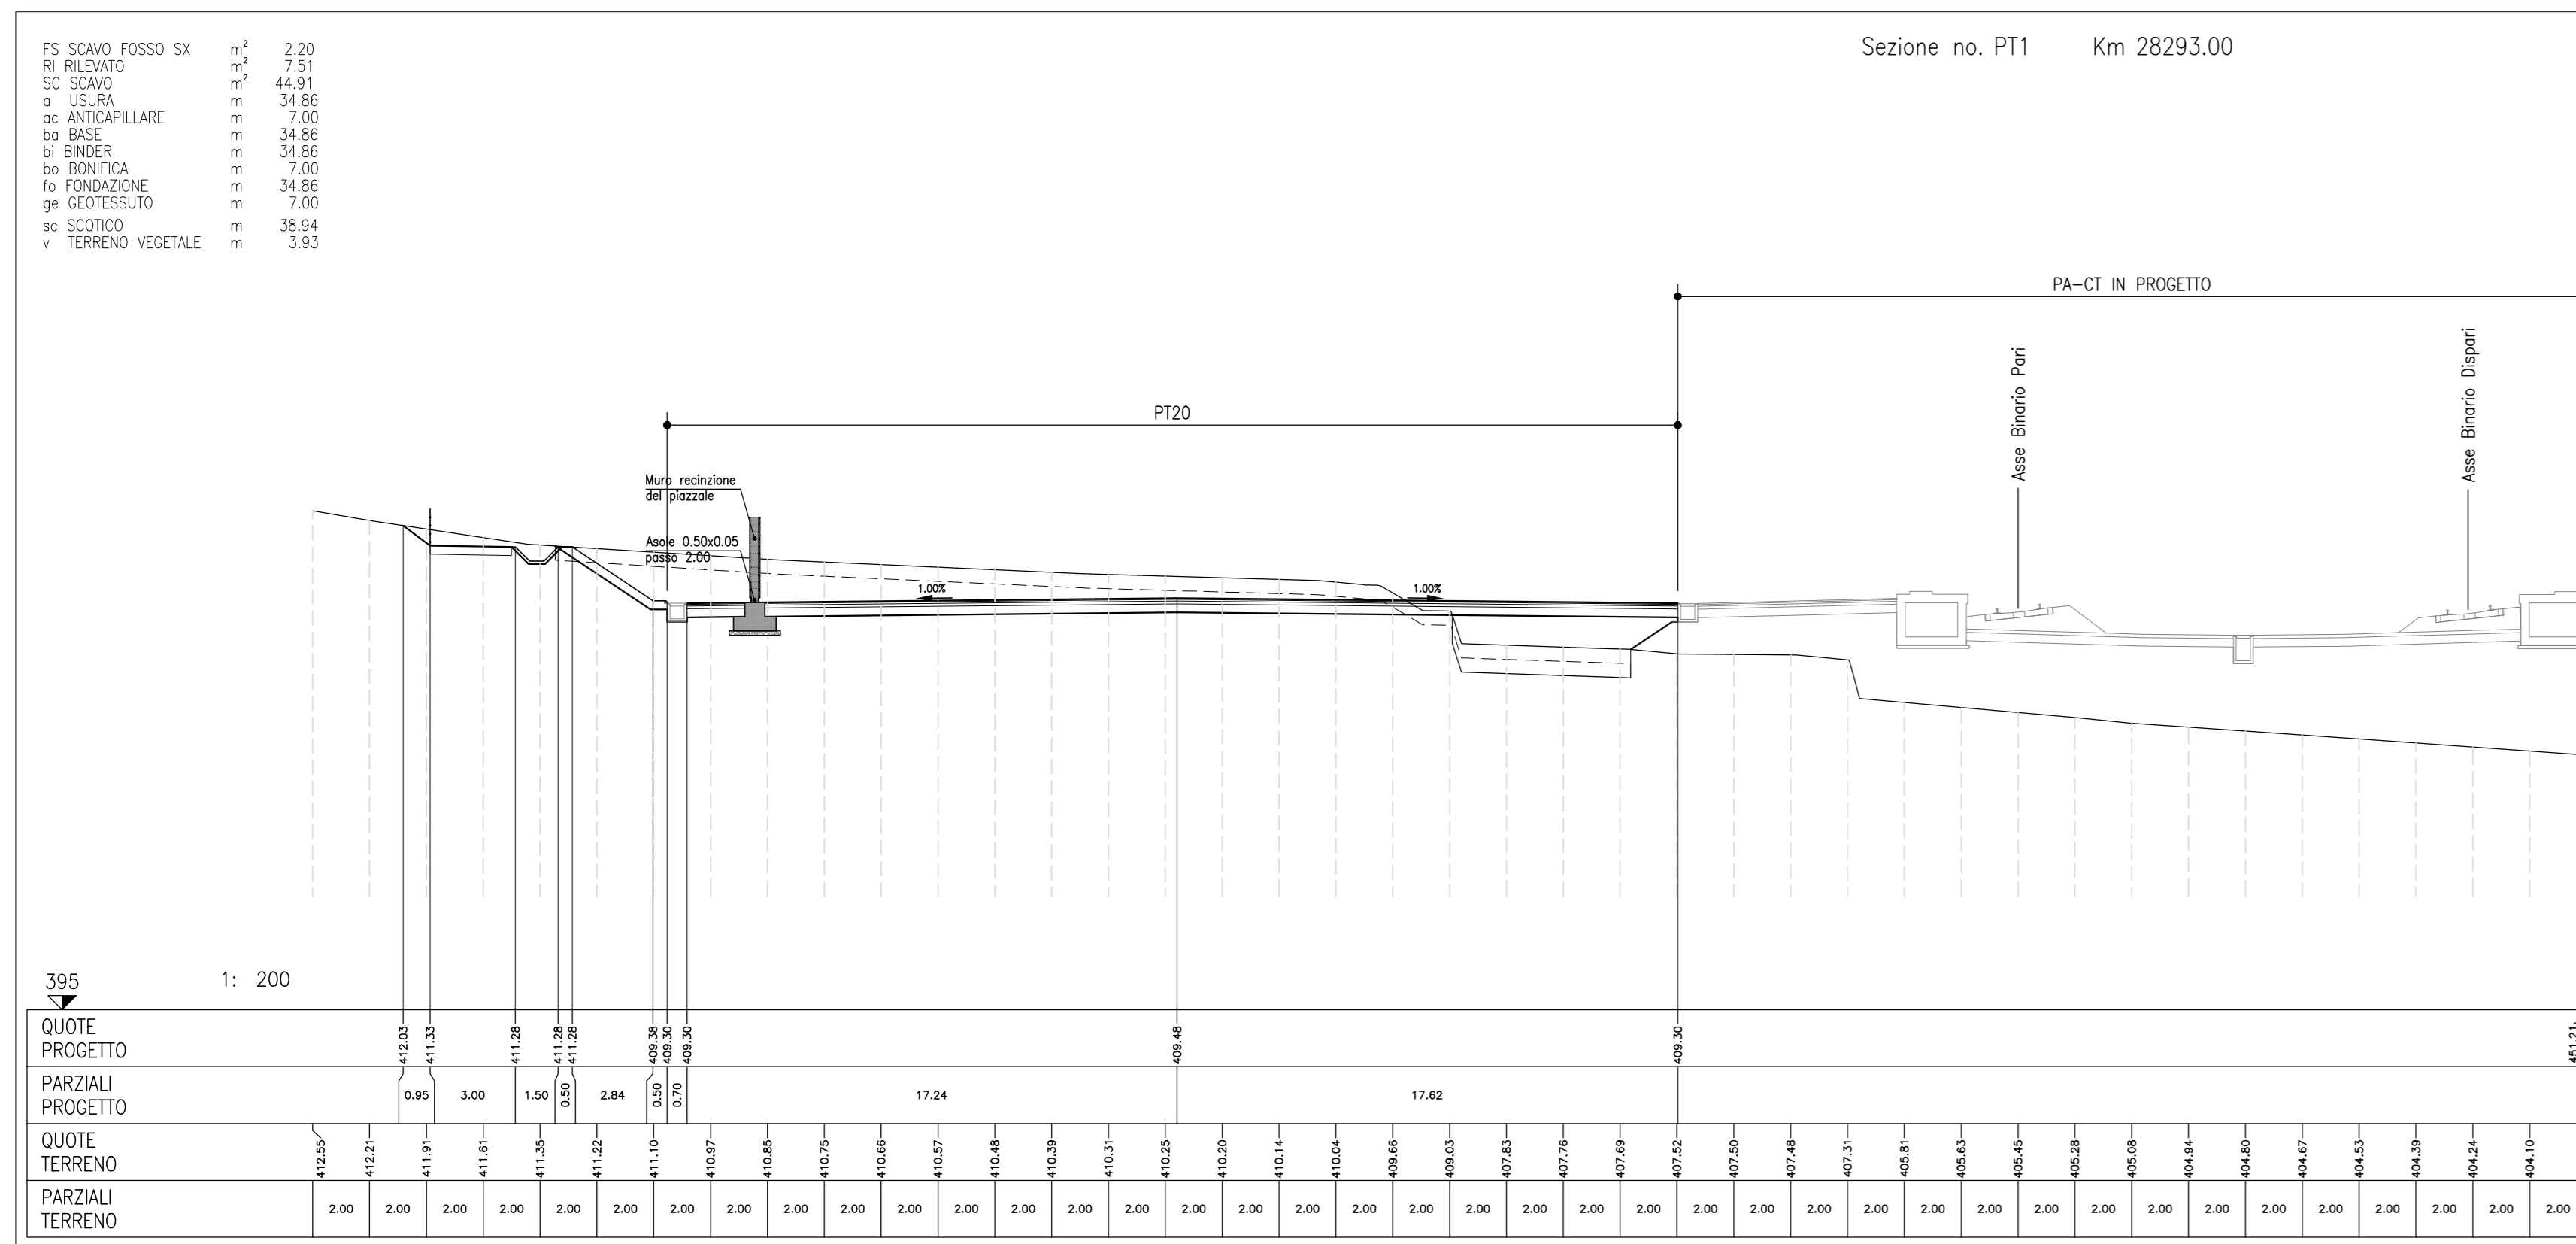 FS SCAVO FOSSO SX m² 2.20
RI RILEVATO m² 7.51
SC SCAVO m² 44.91
a USURA m 34.86
ac ANTICAPILLARE m 7.00
ba BASE m 34.86
bi BINDER m 34.86
bo BONIFICA m 7.00
fo FONDAZIONE m 34.86
ge GEOTESSUTO m 7.00
sc SCOTICO m 38.94
v TERRENO VEGETALE m 3.93
Sezione no. PT1 Km 28293.00
PA-CT IN PROGETTO
Asse Binario Pari
Asse Binario Dispari
PT20
Muro recinzione
del piazzale
Asole 0.50x0.05
passo 2.00
1.00% 1.00%
395 1: 200
QUOTE
PROGETTO
412.03 411.33 411.28 411.28 411.28 409.38 409.30 409.30 409.48 409.30 451.21
PARZIALI
PROGETTO
0.95 3.00 1.50 0.50 2.84 0.50 0.70 17.24 17.62
QUOTE
TERRENO
412.55 412.21 411.91 411.61 411.35 411.22 411.10 410.97 410.85 410.75 410.66 410.57 410.48 410.39 410.31 410.25 410.20 410.14 410.04 409.66 409.03 407.83 407.76 407.69 407.52 407.50 407.48 407.31 405.81 405.63 405.45 405.28 405.08 404.94 404.80 404.67 404.53 404.39 404.24 404.10
PARZIALI
TERRENO
2.00 2.00 2.00 2.00 2.00 2.00 2.00 2.00 2.00 2.00 2.00 2.00 2.00 2.00 2.00 2.00 2.00 2.00 2.00 2.00 2.00 2.00 2.00 2.00 2.00 2.00 2.00 2.00 2.00 2.00 2.00 2.00 2.00 2.00 2.00 2.00 2.00 2.00 2.00 2.00